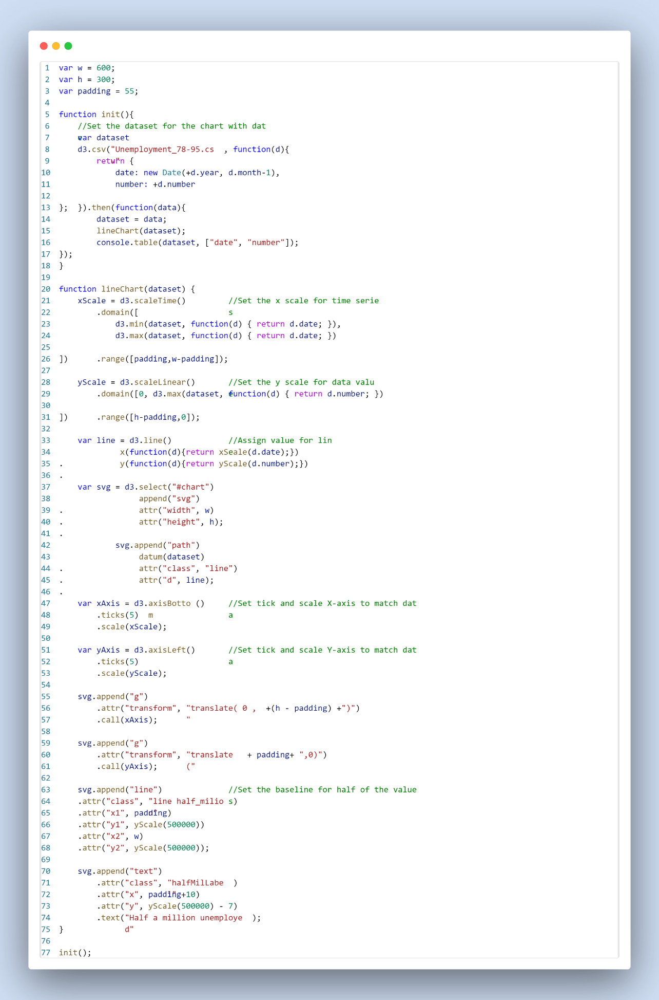 1 var w = 600;
2 var h = 300;
3 var padding = 55;
4
5 function init(){
6     //Set the dataset for the chart with dat
7     e var dataset
8     d3.csv("Unemployment_78-95.cs  , function(d){
9         return v" {
10             date: new Date(+d.year, d.month-1),
11             number: +d.number
12
13 };  }).then(function(data){
14         dataset = data;
15         lineChart(dataset);
16         console.table(dataset, ["date", "number"]);
17 });
18 }
19
20 function lineChart(dataset) {
21     xScale = d3.scaleTime()         //Set the x scale for time serie
22         .domain([                   s
23             d3.min(dataset, function(d) { return d.date; }),
24             d3.max(dataset, function(d) { return d.date; })
25
26 ])      .range([padding,w-padding]);
27
28     yScale = d3.scaleLinear()       //Set the y scale for data valu
29         .domain([0, d3.max(dataset, e function(d) { return d.number; })
30
31 ])      .range([h-padding,0]);
32
33     var line = d3.line()            //Assign value for lin
34              x(function(d){return xScale(d.date);}) e
35 .            y(function(d){return yScale(d.number);})
36 .
37     var svg = d3.select("#chart")
38                  append("svg")
39 .                attr("width", w)
40 .                attr("height", h);
41 .
42             svg.append("path")
43                  datum(dataset)
44 .                attr("class", "line")
45 .                attr("d", line);
46 .
47     var xAxis = d3.axisBotto ()     //Set tick and scale X-axis to match dat
48         .ticks(5)  m                a
49         .scale(xScale);
50
51     var yAxis = d3.axisLeft()       //Set tick and scale Y-axis to match dat
52         .ticks(5)                   a
53         .scale(yScale);
54
55     svg.append("g")
56         .attr("transform", "translate( 0 ,  +(h - padding) +")")
57         .call(xAxis);      "
58
59     svg.append("g")
60         .attr("transform", "translate   + padding+ ",0)")
61         .call(yAxis);      ("
62
63     svg.append("line")              //Set the baseline for half of the value
64     .attr("class", "line half_milio s)
65     .attr("x1", padding) n"
66     .attr("y1", yScale(500000))
67     .attr("x2", w)
68     .attr("y2", yScale(500000));
69
70     svg.append("text")
71         .attr("class", "halfMilLabe  )
72         .attr("x", padding+10) l"
73         .attr("y", yScale(500000) - 7)
74         .text("Half a million unemploye  );
75 }             d"
76
77 init();